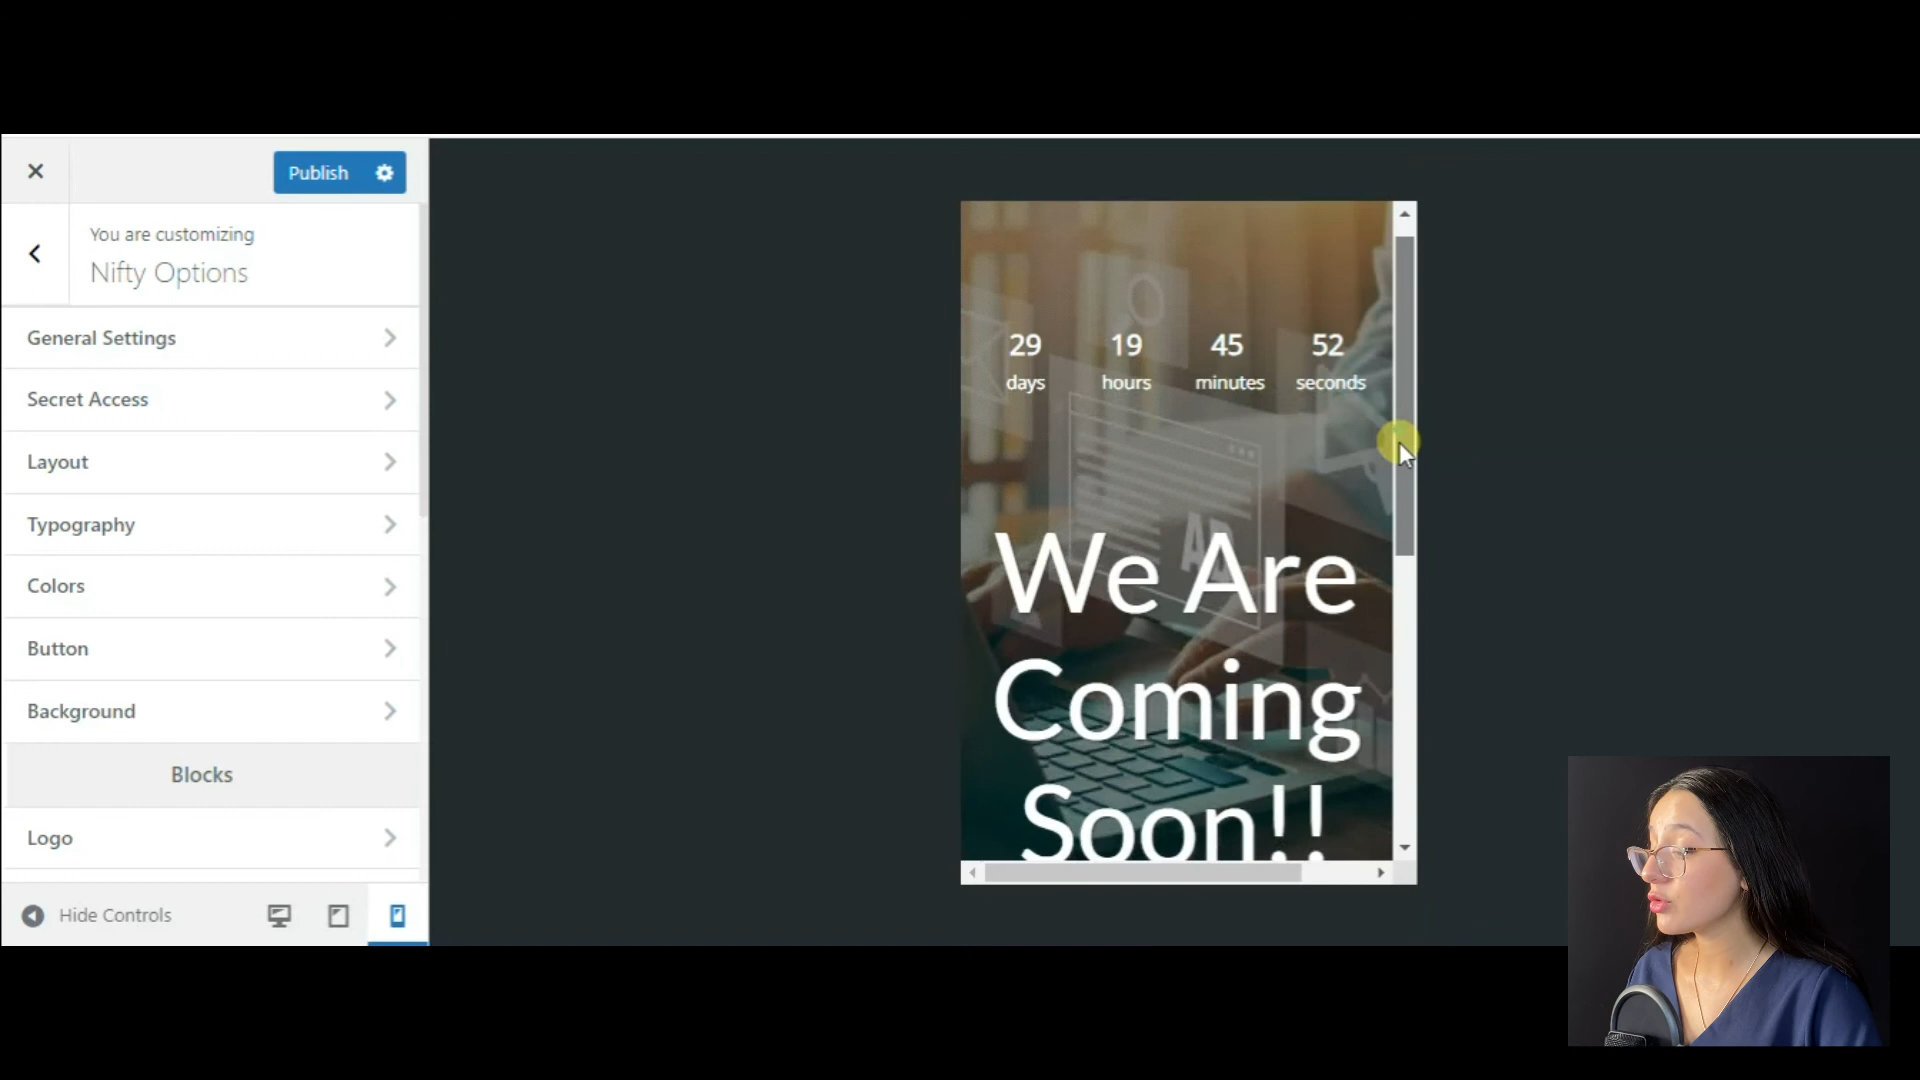 Publish
You are customizing
Nifty Options
General Settings
Secret Access
Layout
Typography
Colors
Button
Background
Blocks
Logo
Hide Controls
29 19 45 52
days hours minutes seconds
AD
We Are
Coming
Soon!!